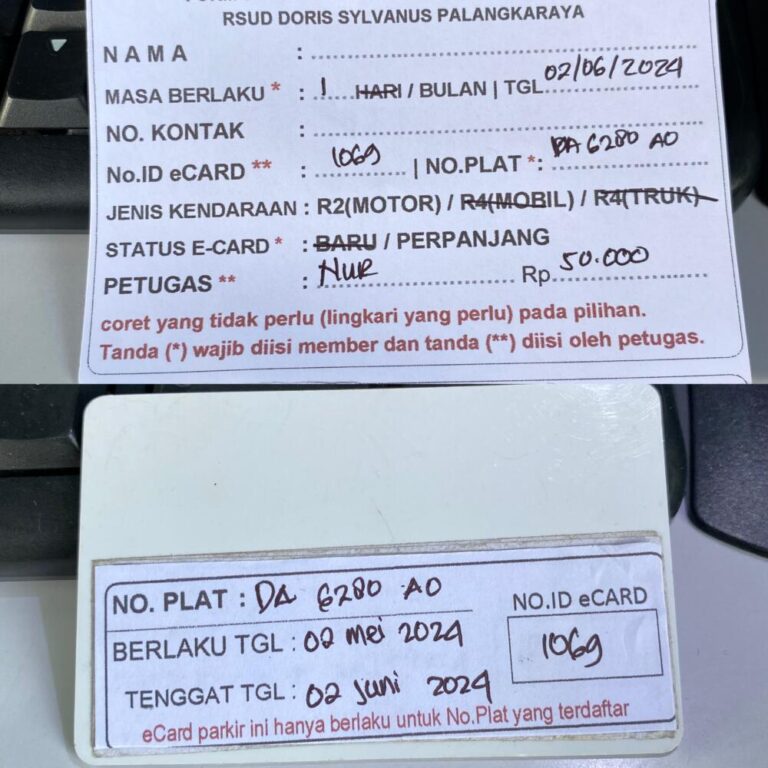 RSUD DORIS SYLVANUS PALANGKARAYA
NAMA :
MASA BERLAKU * : 1 HARI / BULAN | TGL 02/06/2024
NO. KONTAK :
No.ID eCARD ** : 1069 | NO.PLAT *: DA 6280 AO
JENIS KENDARAAN : R2(MOTOR) / R4(MOBIL) / R4(TRUK)
STATUS E-CARD * : BARU / PERPANJANG
PETUGAS ** : NUR Rp. 50.000
coret yang tidak perlu (lingkari yang perlu) pada pilihan.
Tanda (*) wajib diisi member dan tanda (**) diisi oleh petugas.
NO. PLAT : DA 6280 AO
BERLAKU TGL : 02 mei 2024
TENGGAT TGL : 02 juni 2024
NO.ID eCARD
1069
eCard parkir ini hanya berlaku untuk No.Plat yang terdaftar